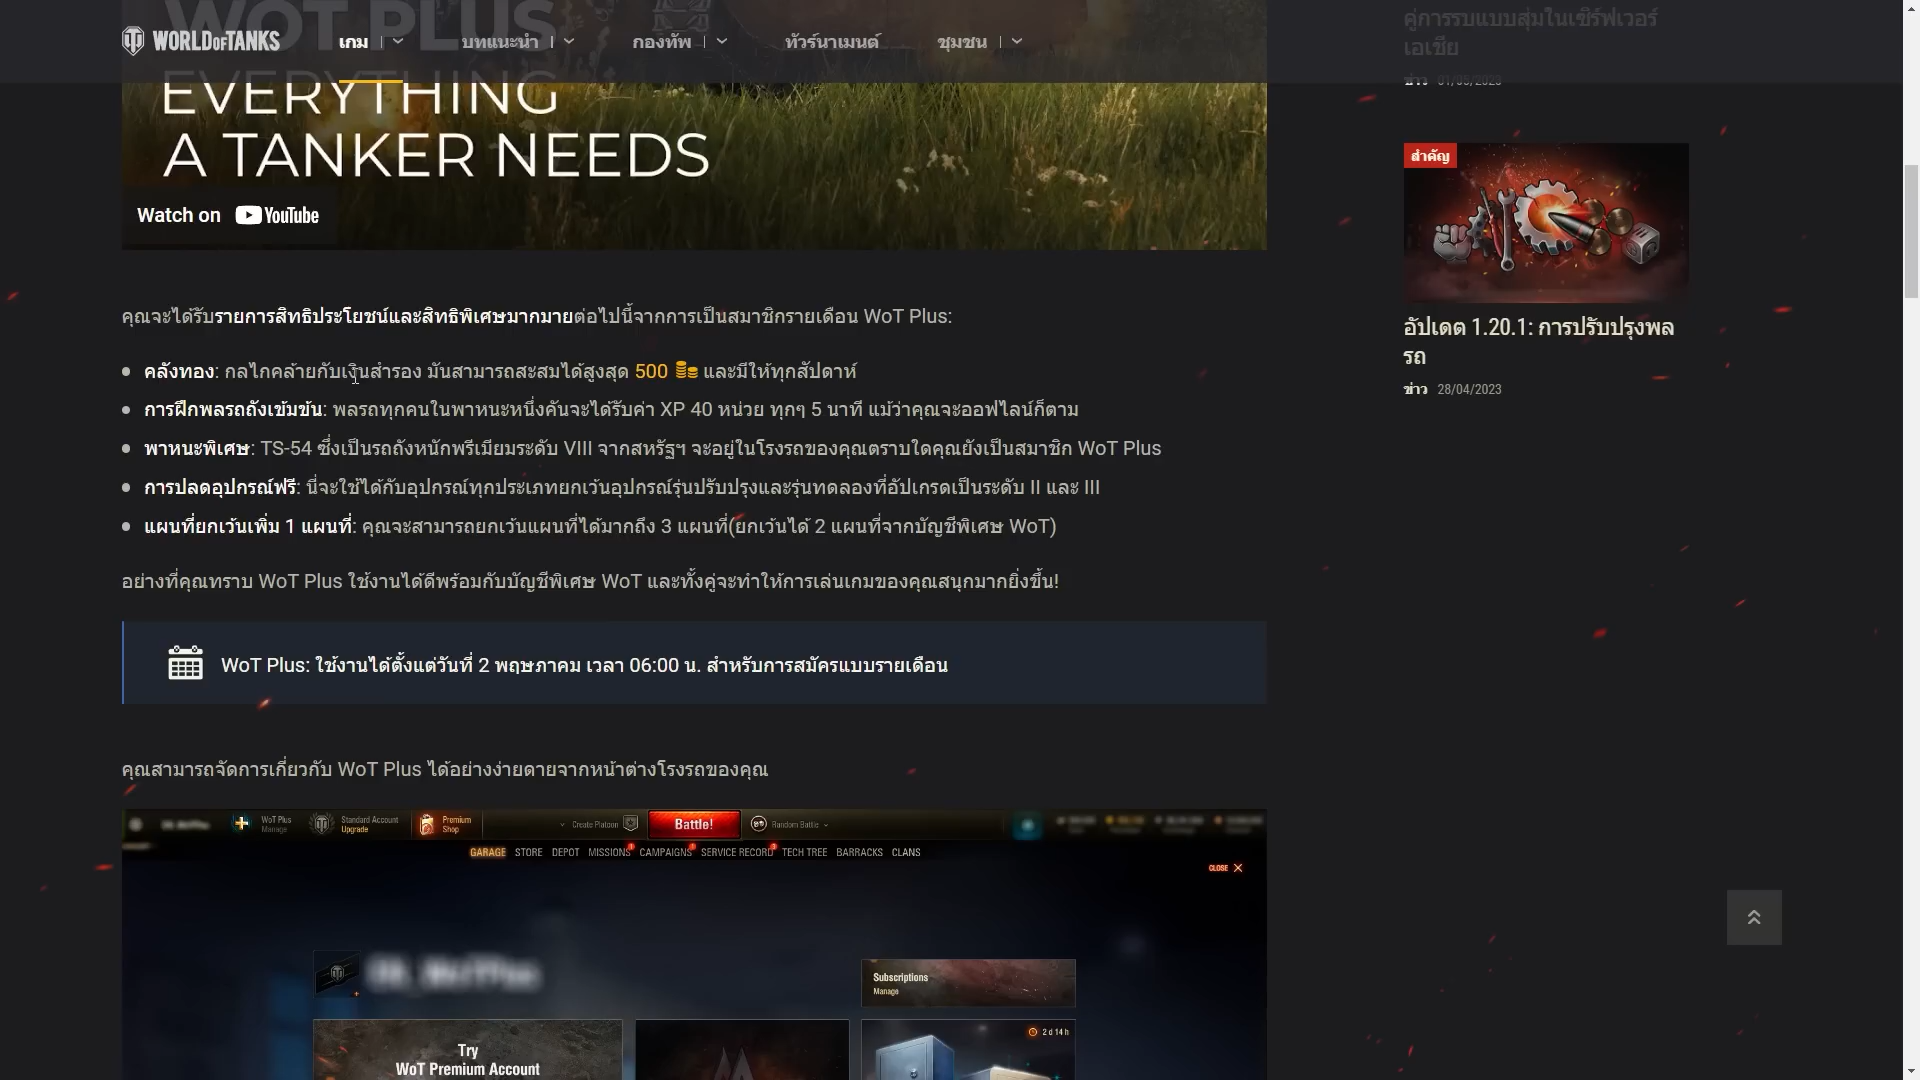 WOT PLUS
WORLD OF TANKS
เกม
บทแนะนำ
กองทัพ
ทัวร์นาเมนต์
ชุมชน
EVERYTHING
A TANKER NEEDS
Watch on YouTube
คู่การรบแบบสุ่มในเซิร์ฟเวอร์
เอเชีย
ข่าว 01/05/2023
สำคัญ
อัปเดต 1.20.1: การปรับปรุงพล
รถ
ข่าว 28/04/2023
คุณจะได้รับรายการสิทธิประโยชน์และสิทธิพิเศษมากมายต่อไปนี้จากการเป็นสมาชิกรายเดือน WoT Plus:
คลังทอง: กลไกคล้ายกับเงินสำรอง มันสามารถสะสมได้สูงสุด 500 และมีให้ทุกสัปดาห์
การฝึกพลรถถังเข้มข้น: พลรถทุกคนในพาหนะหนึ่งคันจะได้รับค่า XP 40 หน่วย ทุกๆ 5 นาที แม้ว่าคุณจะออฟไลน์ก็ตาม
พาหนะพิเศษ: TS-54 ซึ่งเป็นรถถังหนักพรีเมียมระดับ VIII จากสหรัฐฯ จะอยู่ในโรงรถของคุณตราบใดคุณยังเป็นสมาชิก WoT Plus
การปลดอุปกรณ์ฟรี: นี่จะใช้ได้กับอุปกรณ์ทุกประเภทยกเว้นอุปกรณ์รุ่นปรับปรุงและรุ่นทดลองที่อัปเกรดเป็นระดับ II และ III
แผนที่ยกเว้นเพิ่ม 1 แผนที่: คุณจะสามารถยกเว้นแผนที่ได้มากถึง 3 แผนที่(ยกเว้นได้ 2 แผนที่จากบัญชีพิเศษ WoT)
อย่างที่คุณทราบ WoT Plus ใช้งานได้ดีพร้อมกับบัญชีพิเศษ WoT และทั้งคู่จะทำให้การเล่นเกมของคุณสนุกมากยิ่งขึ้น!
WoT Plus: ใช้งานได้ตั้งแต่วันที่ 2 พฤษภาคม เวลา 06:00 น. สำหรับการสมัครแบบรายเดือน
คุณสามารถจัดการเกี่ยวกับ WoT Plus ได้อย่างง่ายดายจากหน้าต่างโรงรถของคุณ
WoT Plus
Manage
Standard Account
Upgrade
Premium
Shop
Create Platoon
Battle!
Random Battle
GARAGE STORE DEPOT MISSIONS CAMPAIGNS SERVICE RECORD TECH TREE BARRACKS CLANS
CLOSE
Subscriptions
Manage
2 d 14 h
Try
WoT Premium Account